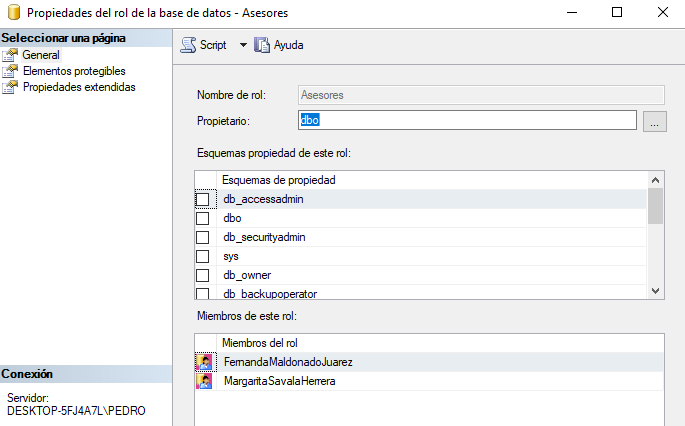 Propiedades del rol de la base de datos - Asesores
Seleccionar una página
General
Elementos protegibles
Propiedades extendidas
Script
Ayuda
Nombre de rol: Asesores
Propietario: dbo ...
Esquemas propiedad de este rol:
Esquemas de propiedad
db_accessadmin
dbo
db_securityadmin
sys
db_owner
db_backupoperator
Miembros de este rol:
Miembros del rol
FernandaMaldonadoJuarez
MargaritaSavalaHerrera
Conexión
Servidor:
DESKTOP-5FJ4A7L\PEDRO